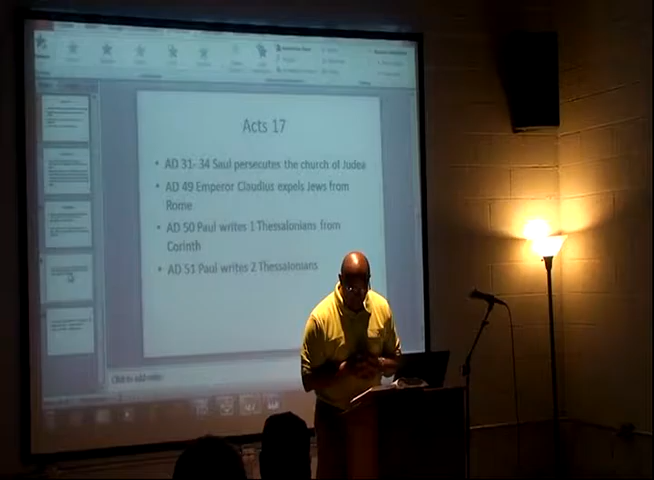 Acts 17
• AD 31- 34 Saul persecutes the church of Judea
• AD 49 Emperor Claudius expels Jews from
Rome
• AD 50 Paul writes 1 Thessalonians from
Corinth
• AD 51 Paul writes 2 Thessalonians
Click to add notes